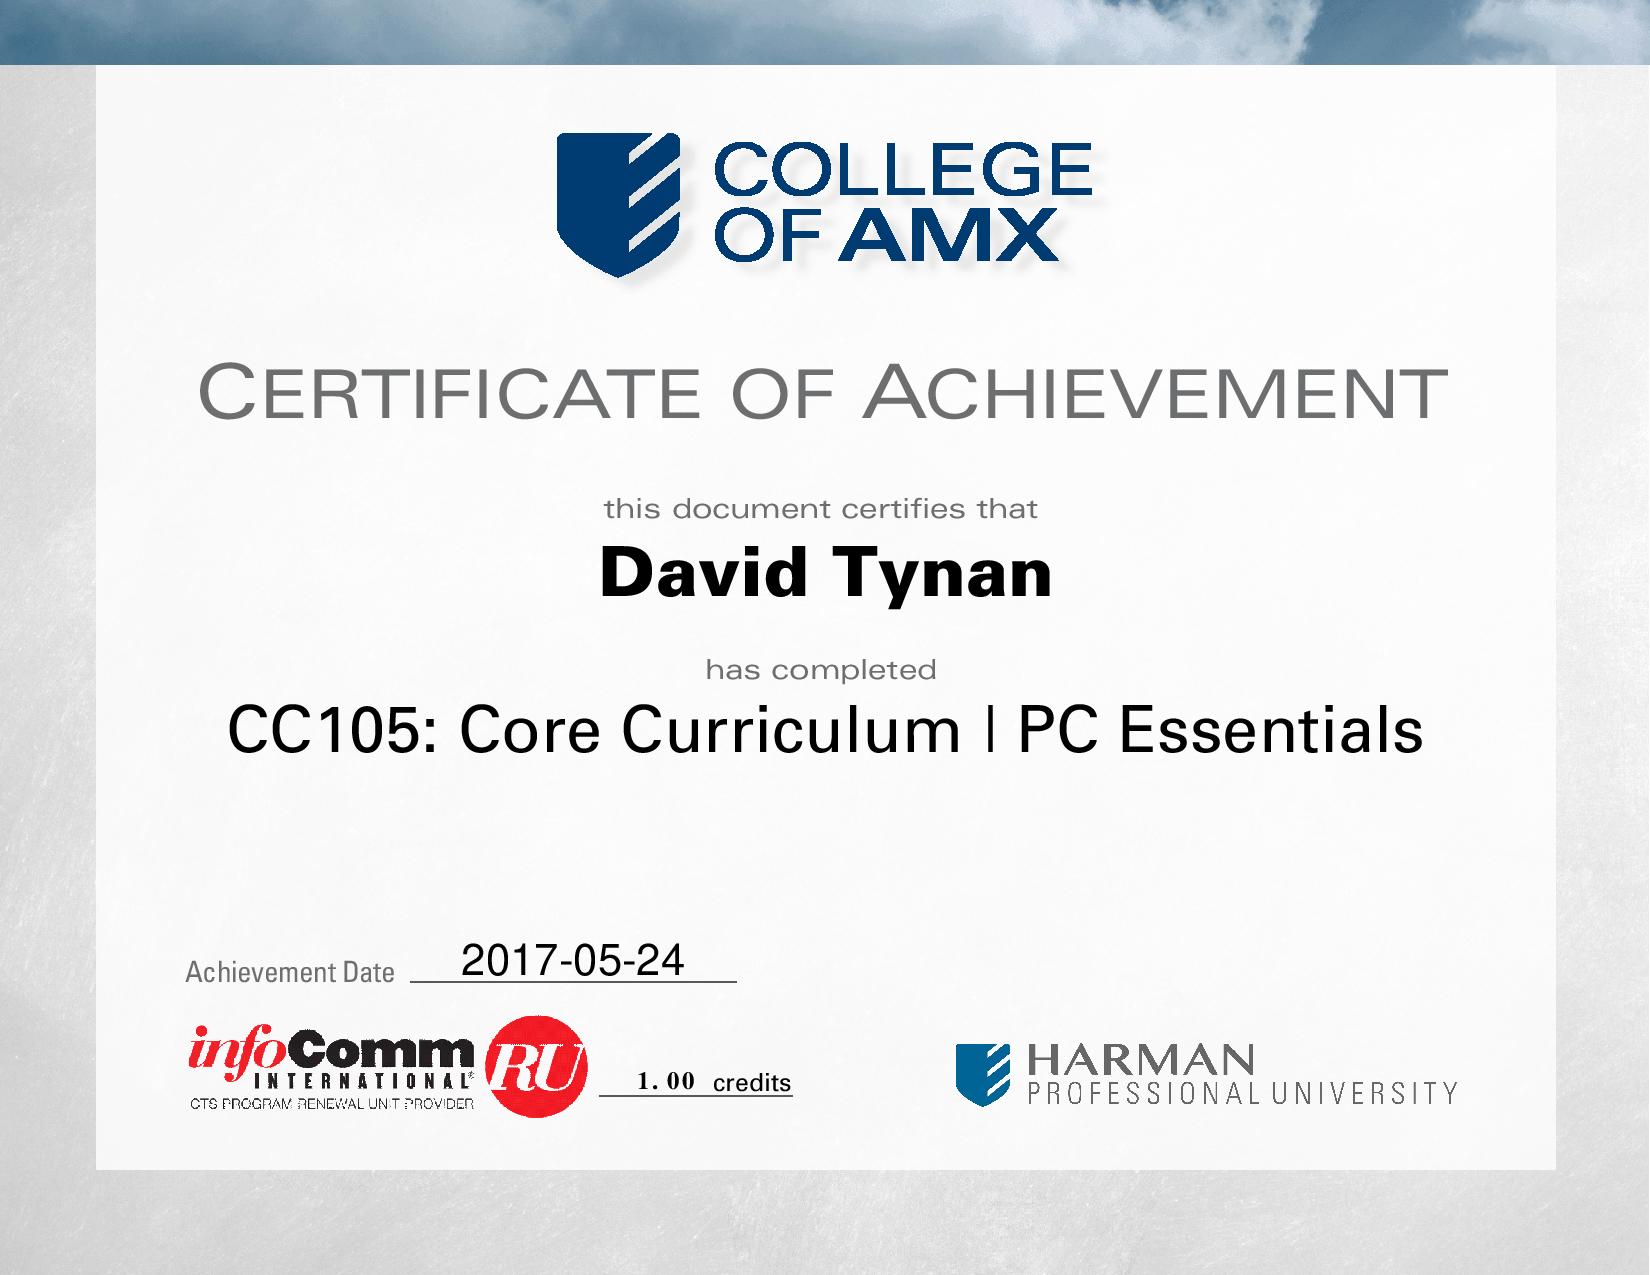 COLLEGE
OF AMX
CERTIFICATE OF ACHIEVEMENT
this document certifies that
David Tynan
has completed
CC105: Core Curriculum | PC Essentials
Achievement Date 2017-05-24
infoComm
INTERNATIONAL®
CTS PROGRAM RENEWAL UNIT PROVIDER
RU
1.00 credits
HARMAN
PROFESSIONAL UNIVERSITY